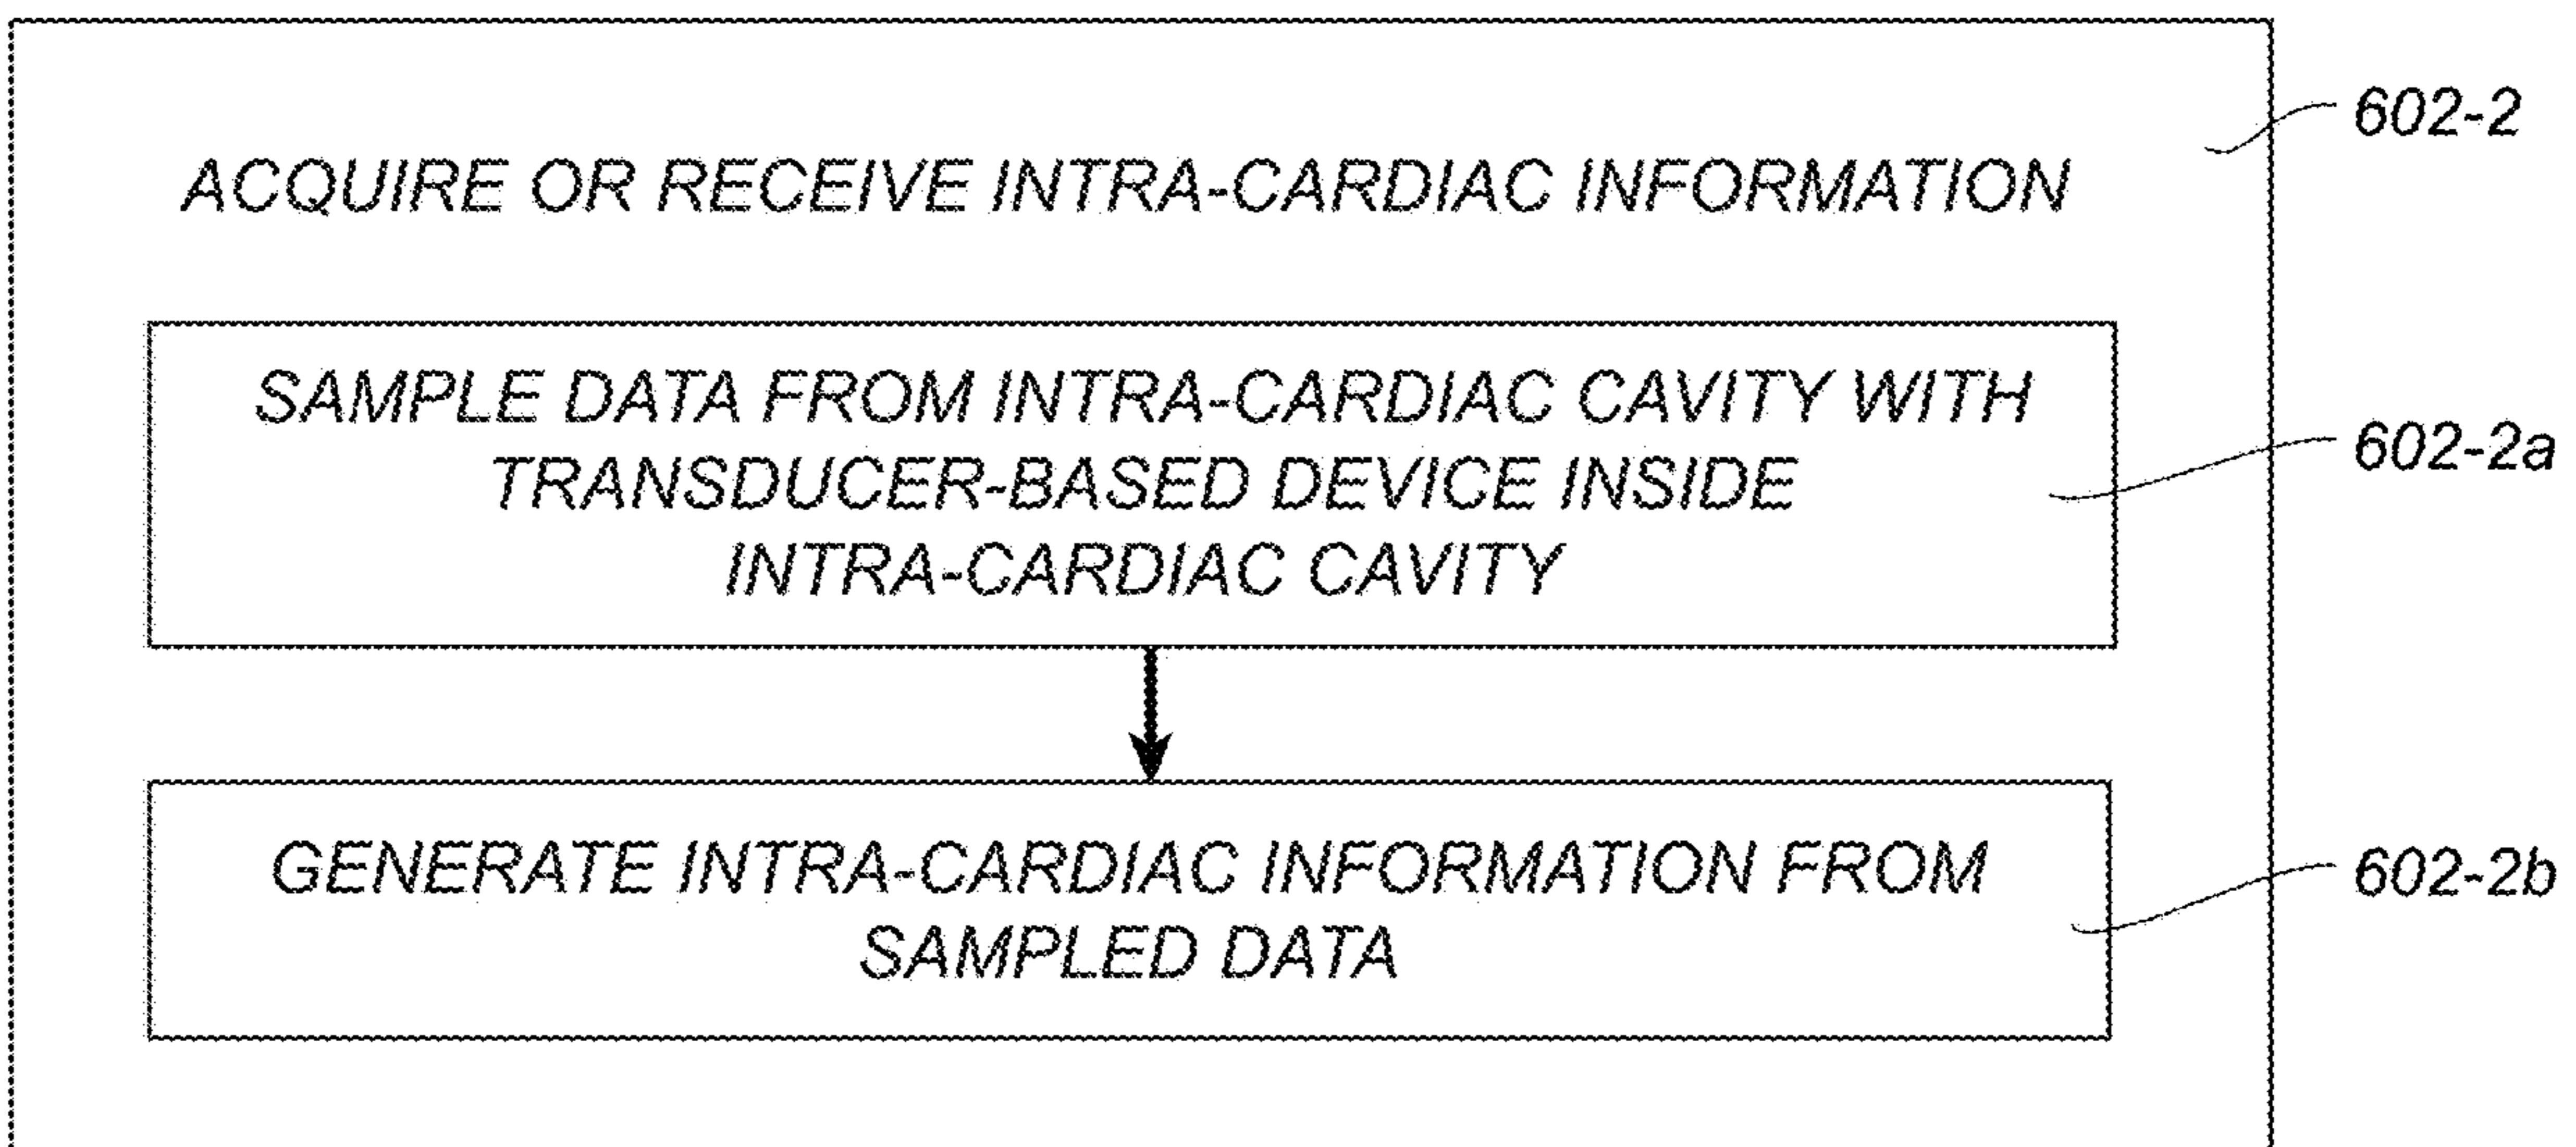 602-2
ACQUIRE OR RECEIVE INTRA-CARDIAC INFORMATION
SAMPLE DATA FROM INTRA-CARDIAC CAVITY WITH
TRANSDUCER-BASED DEVICE INSIDE
INTRA-CARDIAC CAVITY
602-2a
GENERATE INTRA-CARDIAC INFORMATION FROM
SAMPLED DATA
602-2b